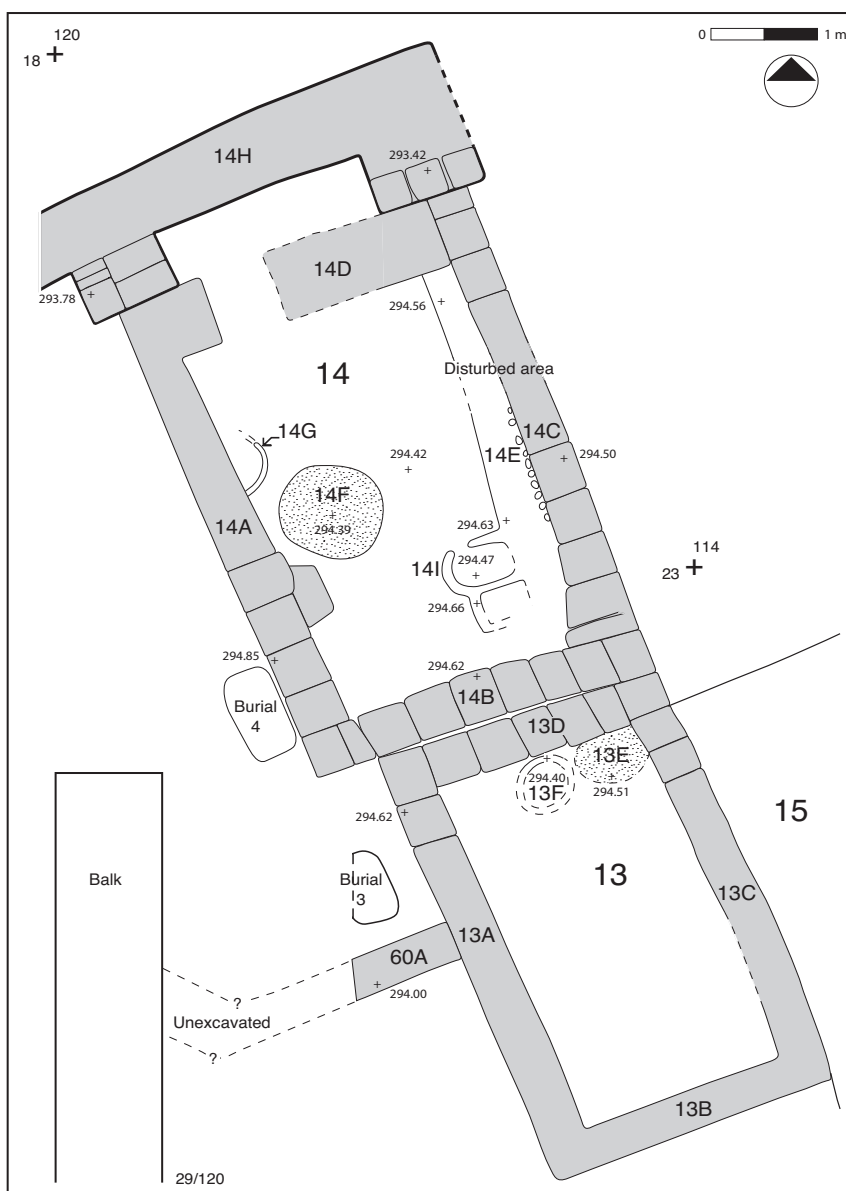 120
18
0 1 m
14H
293.42
14D
293.78
294.56
14
Disturbed area
14G
14C
294.42
14E
294.50
14F
294.39
14A
294.63
114
23
294.47
14I
294.66
294.85
294.62
Burial
4
14B
13D
13E
294.40
294.51
13F
294.62
15
Balk
Burial
3
13
13C
13A
60A
294.00
?
Unexcavated
?
13B
29/120